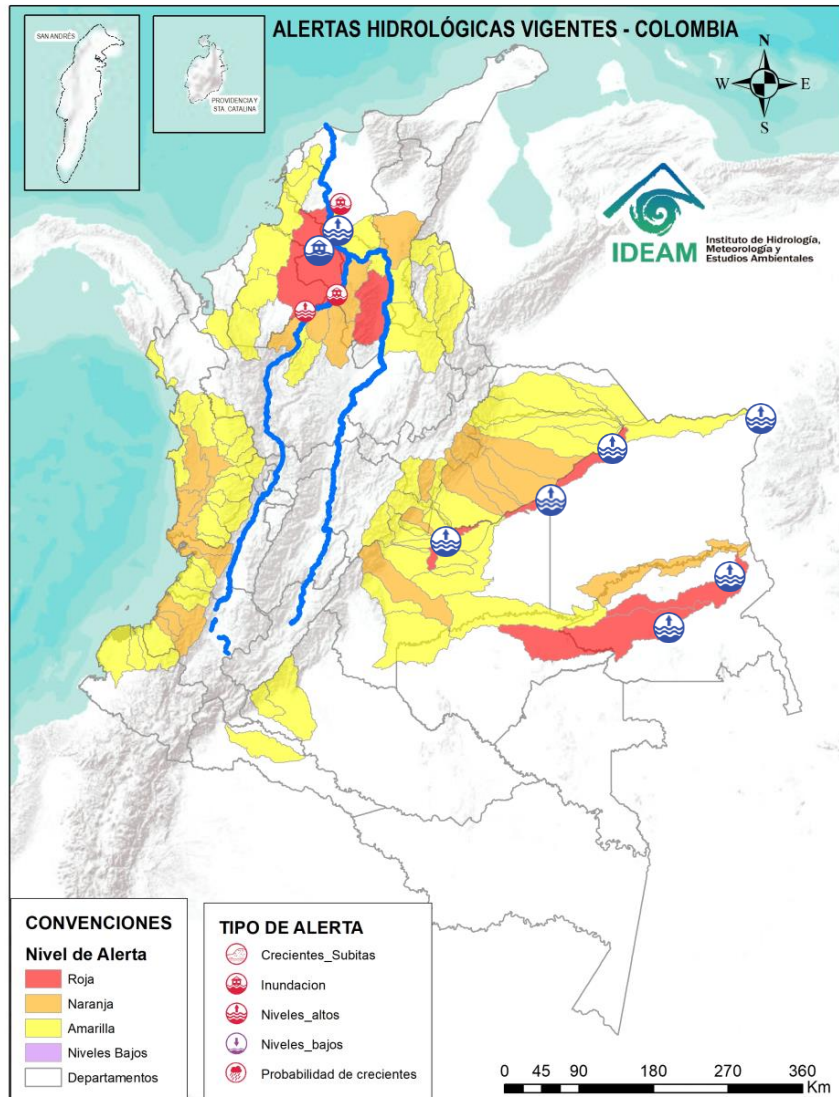 ALERTAS HIDROLÓGICAS VIGENTES - COLOMBIA
SAN ANDRÉS
PROVIDENCIA Y
STA. CATALINA
N
W
E
S
IDEAM
Instituto de Hidrología,
Meteorología y
Estudios Ambientales
CONVENCIONES
Nivel de Alerta
Roja
Naranja
Amarilla
Niveles Bajos
Departamentos
TIPO DE ALERTA
Crecientes_Subitas
Inundacion
Niveles_altos
Niveles_bajos
Probabilidad de crecientes
0 45 90 180 270 360
Km